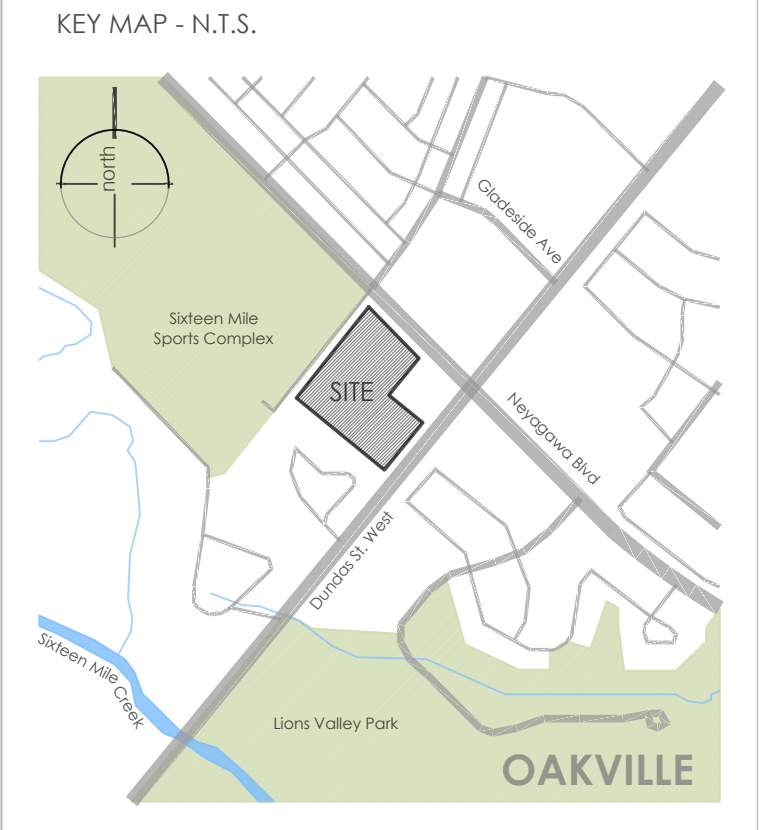 KEY MAP - N.T.S.
north
Gladeside Ave
Sixteen Mile
Sports Complex
SITE
Neyagawa Blvd
Dundas St. West
Sixteen Mile
Creek
Lions Valley Park
OAKVILLE